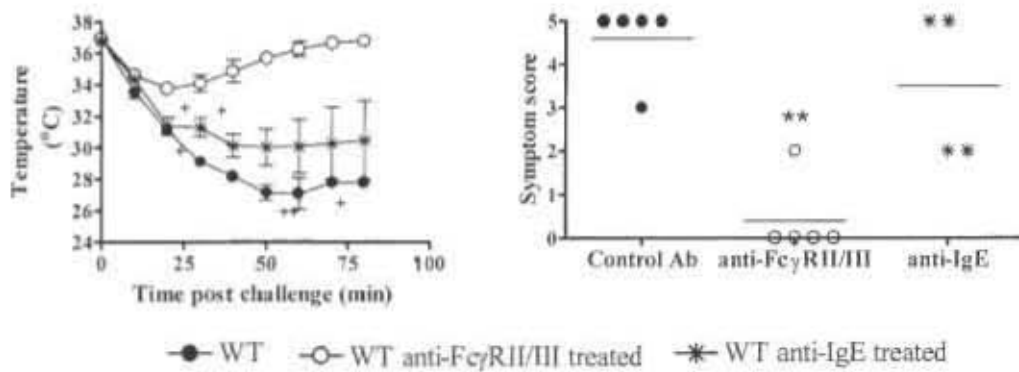 38
36
34
32
30
28
26
24
0 25 50 75 100
Temperature
(°C)
Time post challenge (min)
+
+
+
++
+
5
4
3
2
1
0
Symptom score
**
Control Ab anti-FcγRII/III anti-IgE
WT WT anti-FcγRII/III treated WT anti-IgE treated